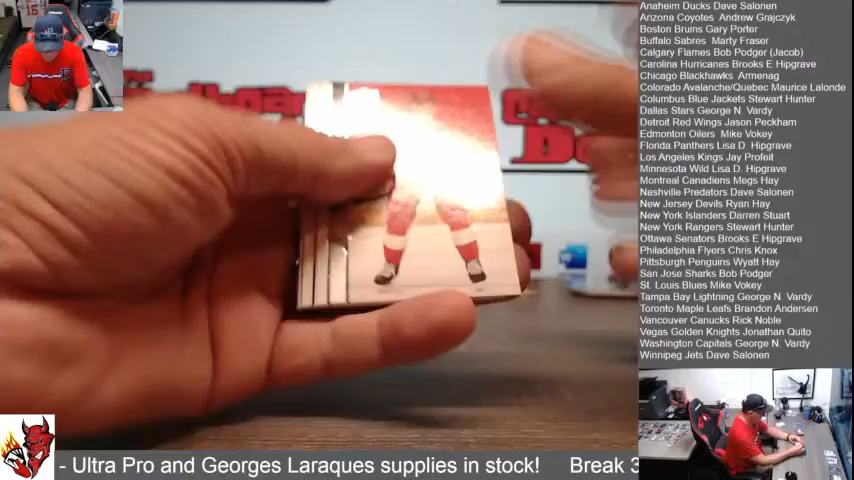 Anaheim Ducks Dave Salonen
Arizona Coyotes Andrew Grajczyk
Boston Bruins Gary Porter
Buffalo Sabres Marty Fraser
Calgary Flames Bob Podger (Jacob)
Carolina Hurricanes Brooks E Hipgrave
Chicago Blackhawks Armenag
Colorado Avalanche/Quebec Maurice Lalonde
Columbus Blue Jackets Stewart Hunter
Dallas Stars George N. Vardy
Detroit Red Wings Jason Peckham
Edmonton Oilers Mike Vokey
Florida Panthers Lisa D. Hipgrave
Los Angeles Kings Jay Profeit
Minnesota Wild Lisa D. Hipgrave
Montreal Canadiens Megs Hay
Nashville Predators Dave Salonen
New Jersey Devils Ryan Hay
New York Islanders Darren Stuart
New York Rangers Stewart Hunter
Ottawa Senators Brooks E Hipgrave
Philadelphia Flyers Chris Knox
Pittsburgh Penguins Wyatt Hay
San Jose Sharks Bob Podger
St. Louis Blues Mike Vokey
Tampa Bay Lightning George N. Vardy
Toronto Maple Leafs Brandon Andersen
Vancouver Canucks Rick Noble
Vegas Golden Knights Jonathan Quito
Washington Capitals George N. Vardy
Winnipeg Jets Dave Salonen
- Ultra Pro and Georges Laraques supplies in stock! Break 3